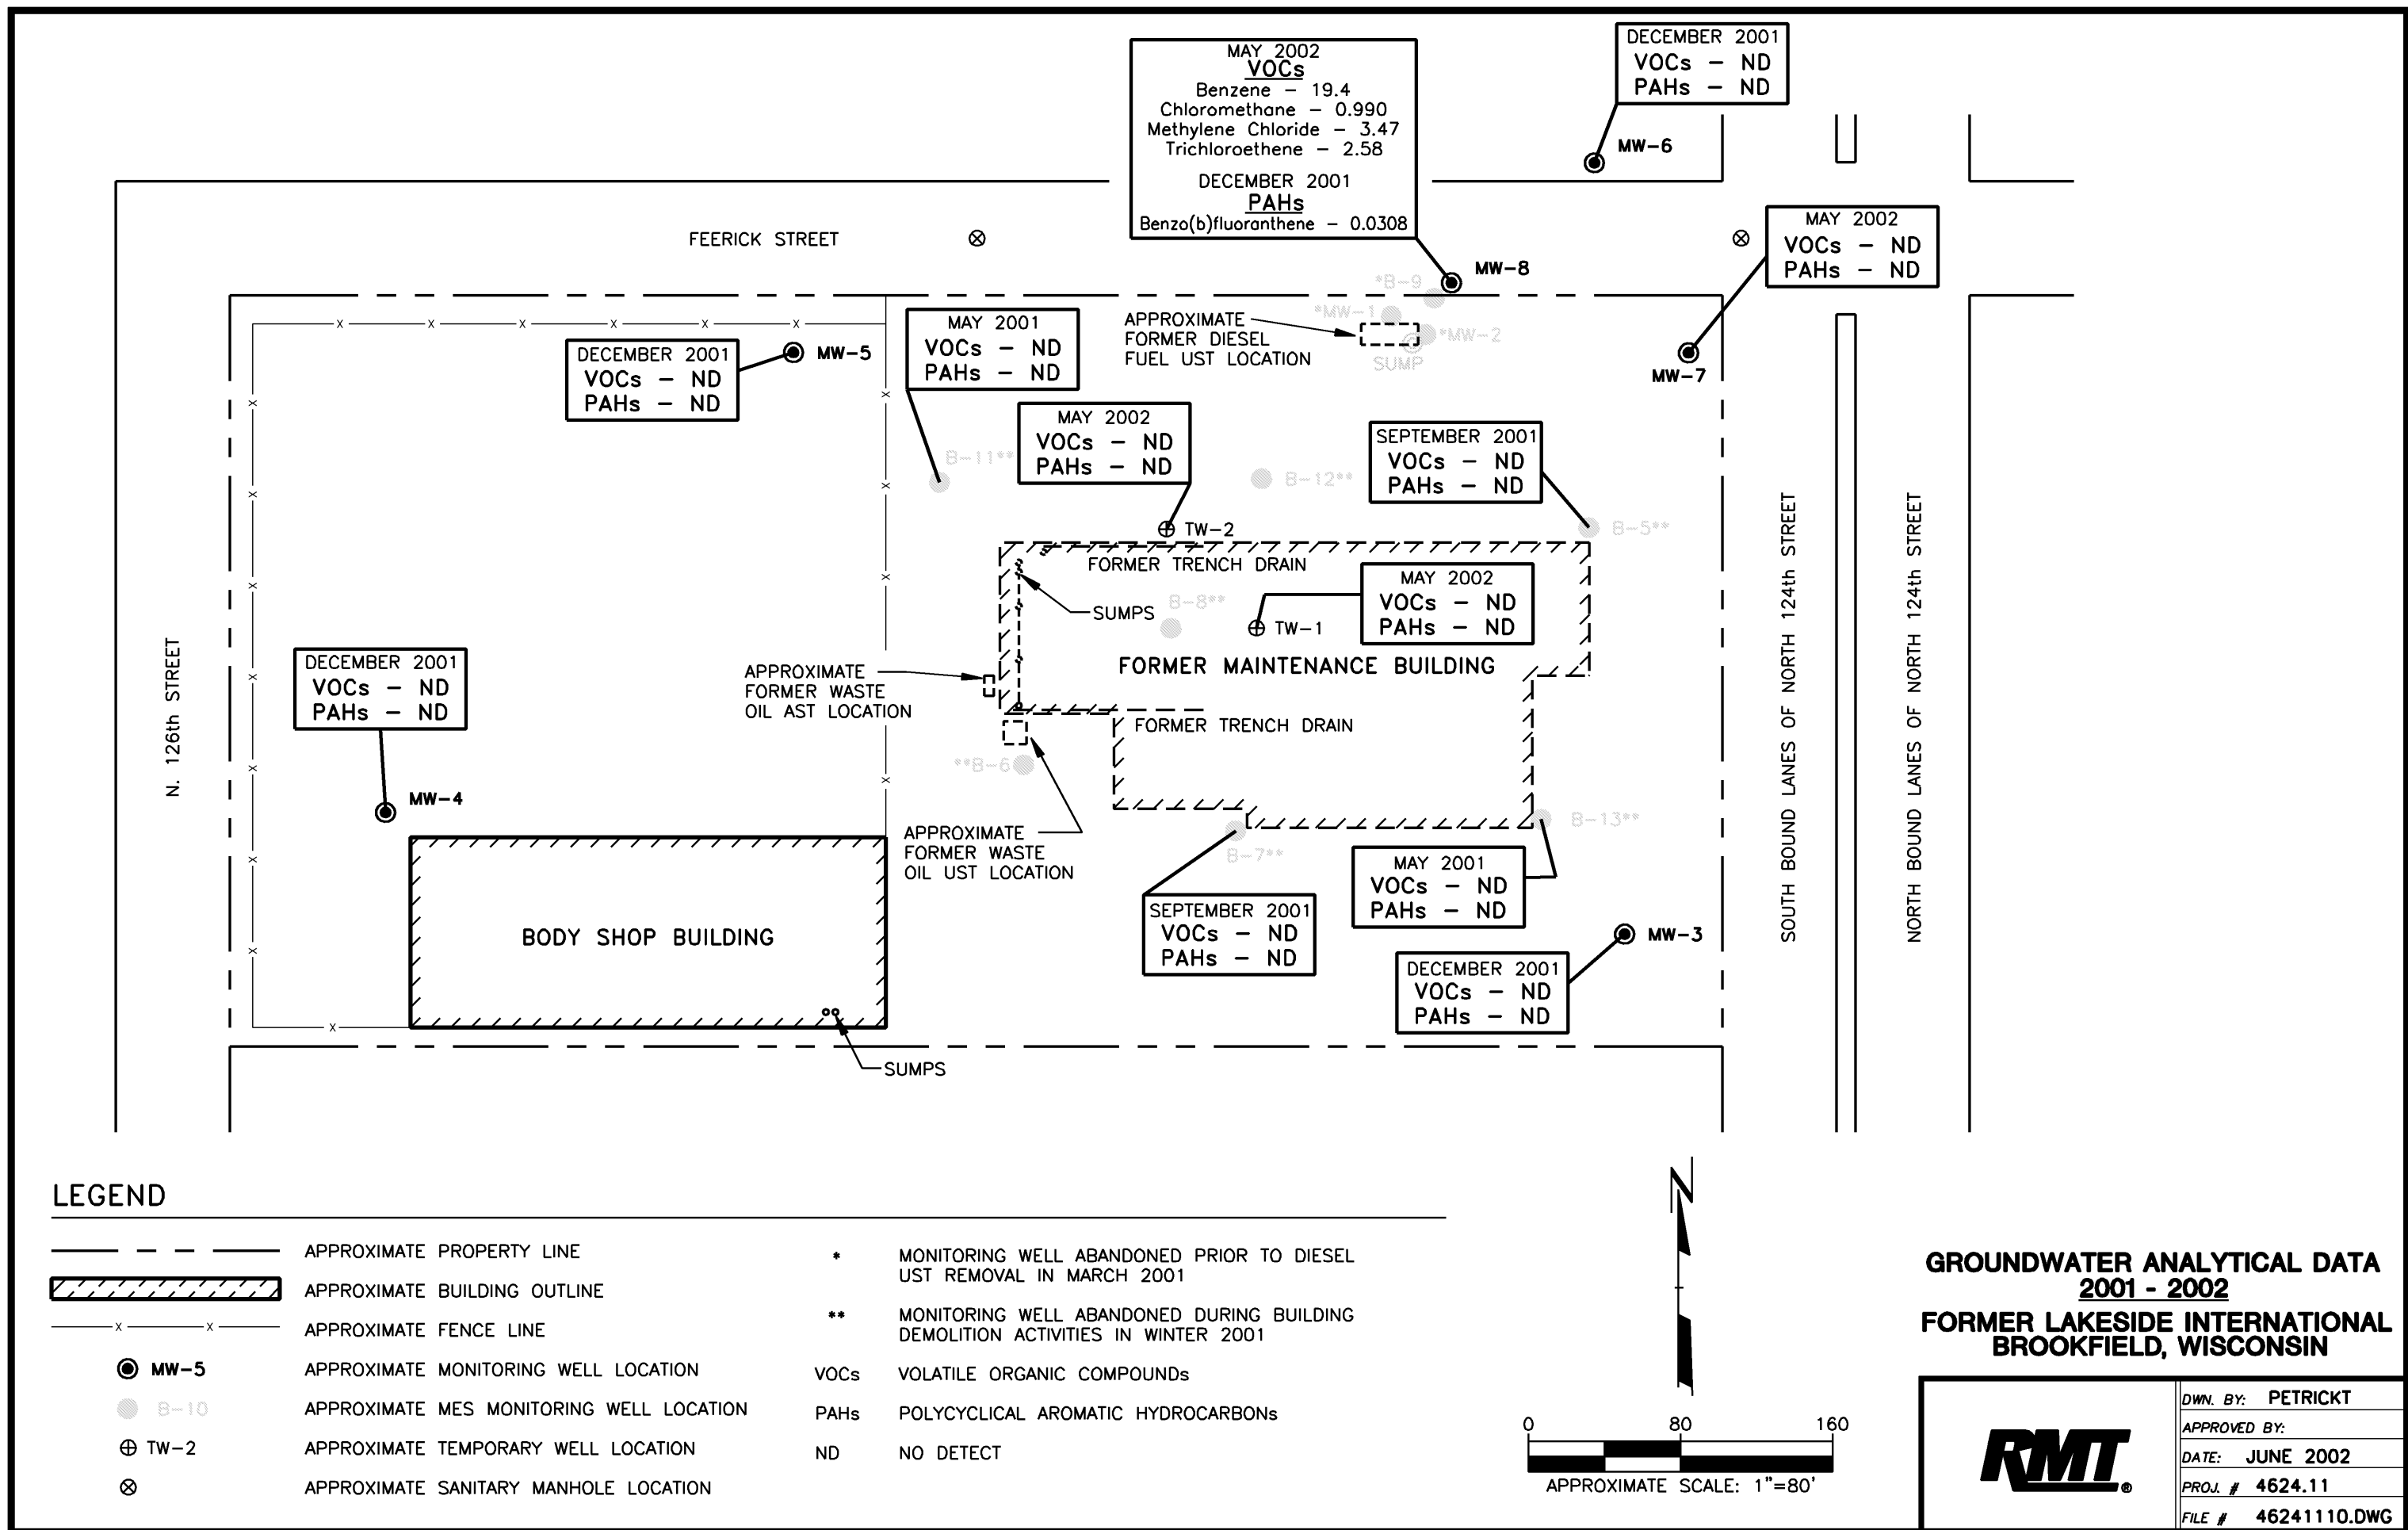 MAY 2002
VOCs
Benzene – 19.4
Chloromethane – 0.990
Methylene Chloride – 3.47
Trichloroethene – 2.58
DECEMBER 2001
PAHs
Benzo(b)fluoranthene – 0.0308
DECEMBER 2001
VOCs – ND
PAHs – ND
MW-6
FEERICK STREET
MAY 2002
VOCs – ND
PAHs – ND
MW-8
*B-9
*MW-1
*MW-2
SUMP
APPROXIMATE
FORMER DIESEL
FUEL UST LOCATION
MW-7
MAY 2001
VOCs – ND
PAHs – ND
DECEMBER 2001
VOCs – ND
PAHs – ND
MW-5
MAY 2002
VOCs – ND
PAHs – ND
B-11**
B-12**
SEPTEMBER 2001
VOCs – ND
PAHs – ND
B-5**
TW-2
FORMER TRENCH DRAIN
SUMPS
B-8**
MAY 2002
VOCs – ND
PAHs – ND
TW-1
FORMER MAINTENANCE BUILDING
APPROXIMATE
FORMER WASTE
OIL AST LOCATION
FORMER TRENCH DRAIN
**B-6
DECEMBER 2001
VOCs – ND
PAHs – ND
MW-4
N. 126th STREET
SOUTH BOUND LANES OF NORTH 124th STREET
NORTH BOUND LANES OF NORTH 124th STREET
APPROXIMATE
FORMER WASTE
OIL UST LOCATION
B-7**
B-13**
MAY 2001
VOCs – ND
PAHs – ND
SEPTEMBER 2001
VOCs – ND
PAHs – ND
MW-3
DECEMBER 2001
VOCs – ND
PAHs – ND
BODY SHOP BUILDING
SUMPS
LEGEND
APPROXIMATE PROPERTY LINE
APPROXIMATE BUILDING OUTLINE
APPROXIMATE FENCE LINE
MW-5 APPROXIMATE MONITORING WELL LOCATION
B-10 APPROXIMATE MES MONITORING WELL LOCATION
TW-2 APPROXIMATE TEMPORARY WELL LOCATION
APPROXIMATE SANITARY MANHOLE LOCATION
* MONITORING WELL ABANDONED PRIOR TO DIESEL
UST REMOVAL IN MARCH 2001
** MONITORING WELL ABANDONED DURING BUILDING
DEMOLITION ACTIVITIES IN WINTER 2001
VOCs VOLATILE ORGANIC COMPOUNDs
PAHs POLYCYCLICAL AROMATIC HYDROCARBONs
ND NO DETECT
N
0 80 160
APPROXIMATE SCALE: 1"=80'
GROUNDWATER ANALYTICAL DATA
2001 - 2002
FORMER LAKESIDE INTERNATIONAL
BROOKFIELD, WISCONSIN
RMT®
DWN. BY: PETRICKT
APPROVED BY:
DATE: JUNE 2002
PROJ. # 4624.11
FILE # 46241110.DWG